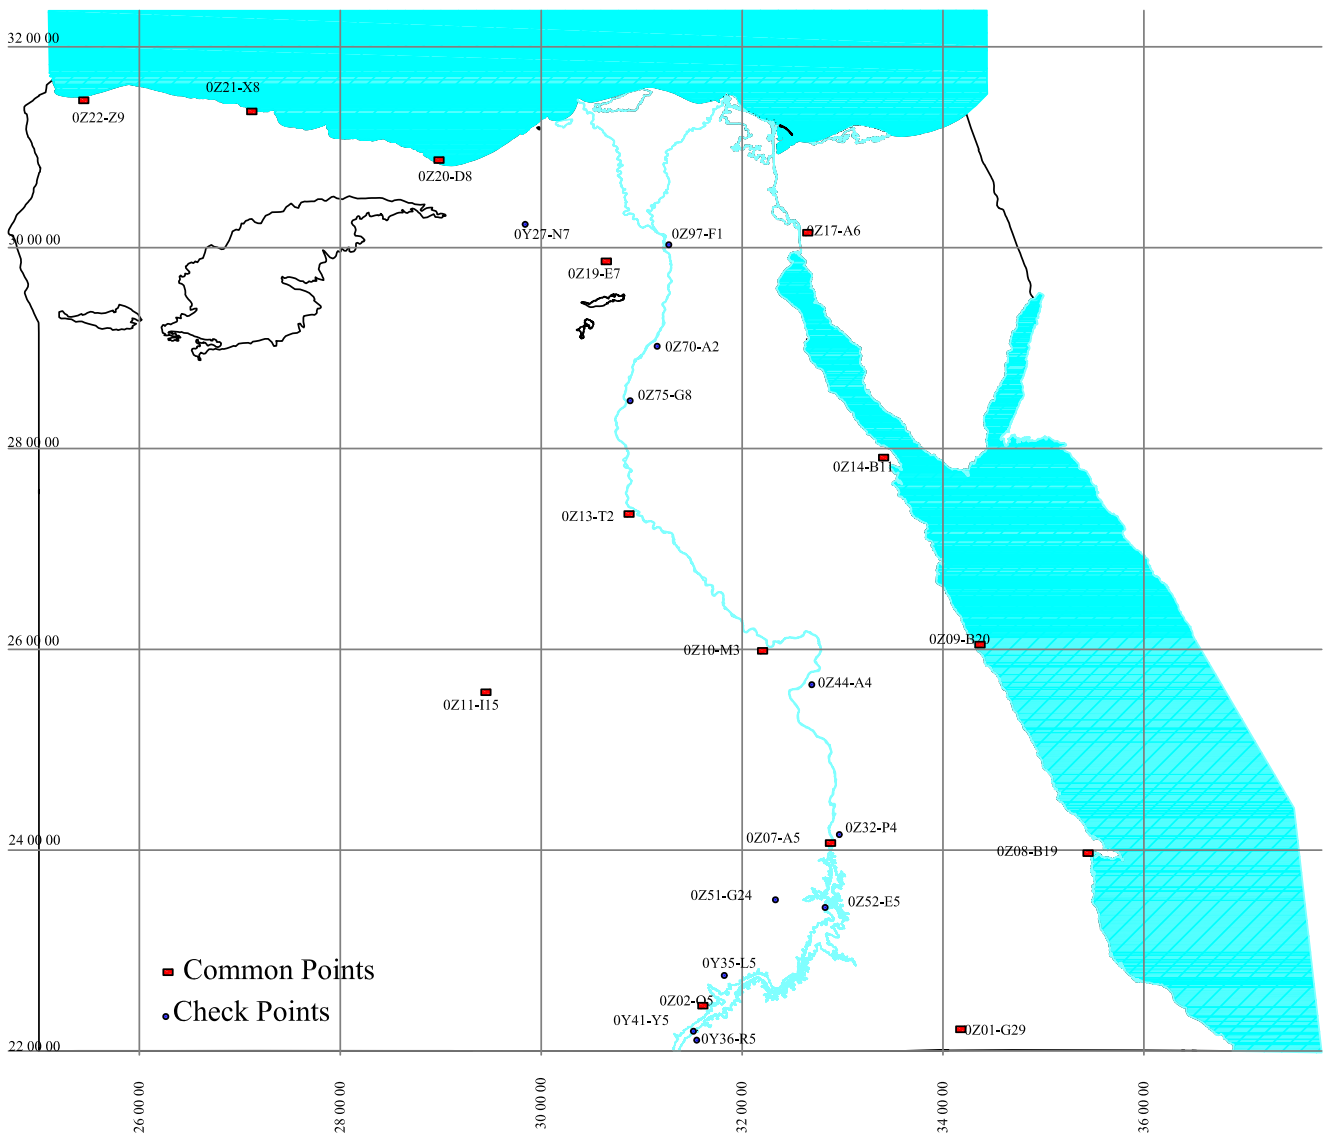 32 00 00
0Z21-X8
0Z22-Z9
0Z20-D8
0Y27-N7
0Z97-F1
0Z17-A6
30 00 00
0Z19-E7
0Z70-A2
0Z75-G8
28 00 00
0Z14-B11
0Z13-T2
26 00 00
0Z09-B20
0Z10-M3
0Z44-A4
0Z11-I15
24 00 00
0Z07-A5
0Z32-P4
0Z08-B19
0Z51-G24
0Z52-E5
0Y35-L5
Common Points
0Z02-O5
Check Points
0Y41-Y5
0Z01-G29
0Y36-R5
22 00 00
26 00 00
28 00 00
30 00 00
32 00 00
34 00 00
36 00 00